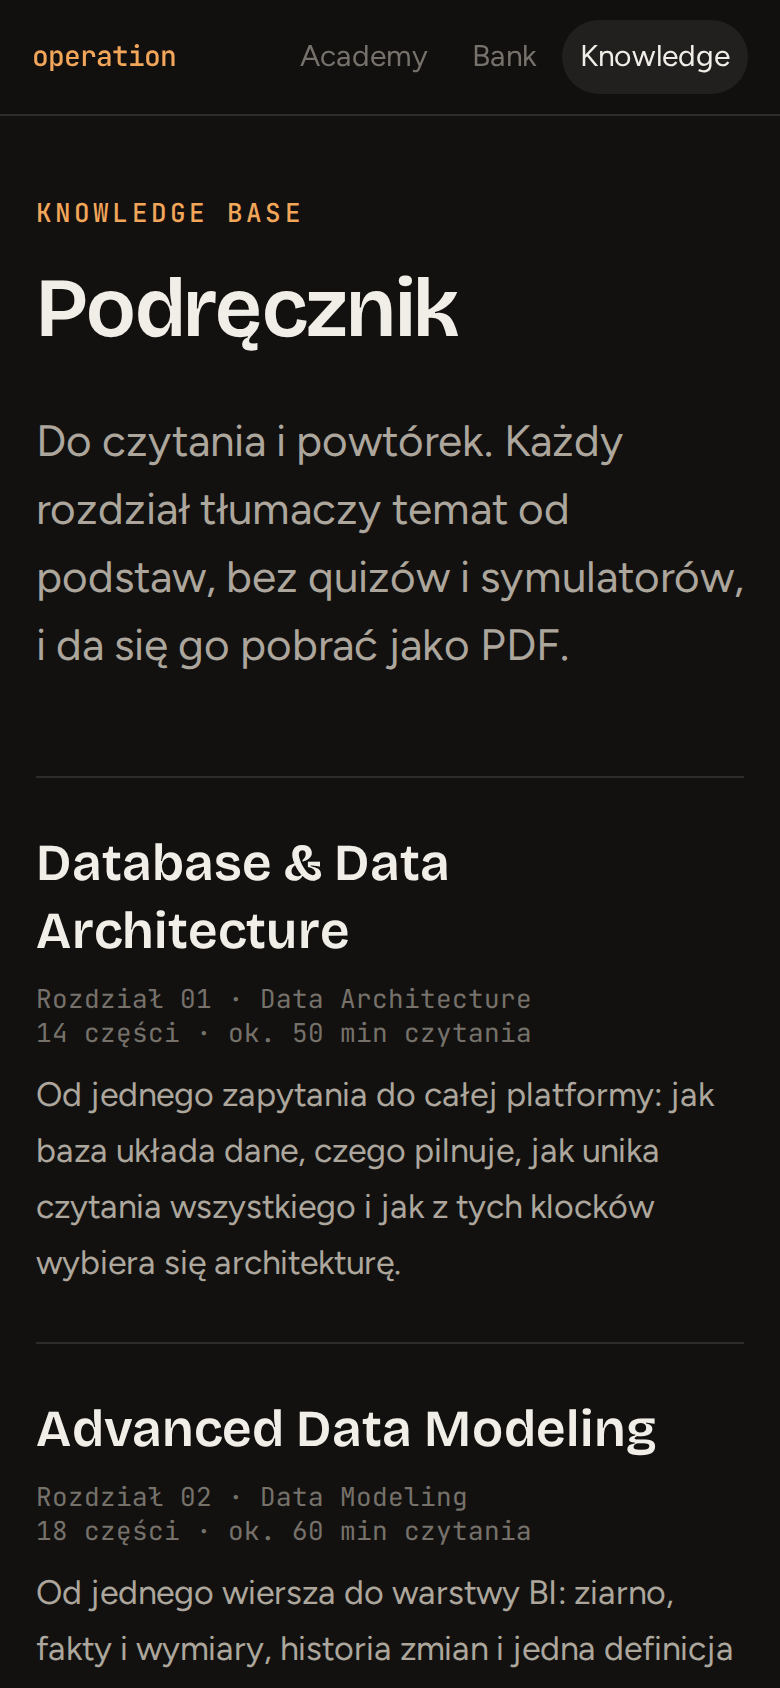 operation
Academy
Bank
Knowledge
KNOWLEDGE BASE
Podręcznik
Do czytania i powtórek. Każdy
rozdział tłumaczy temat od
podstaw, bez quizów i symulatorów,
i da się go pobrać jako PDF.
Database & Data
Architecture
Rozdział 01 · Data Architecture
14 części · ok. 50 min czytania
Od jednego zapytania do całej platformy: jak
baza układa dane, czego pilnuje, jak unika
czytania wszystkiego i jak z tych klocków
wybiera się architekturę.
Advanced Data Modeling
Rozdział 02 · Data Modeling
18 części · ok. 60 min czytania
Od jednego wiersza do warstwy BI: ziarno,
fakty i wymiary, historia zmian i jedna definicja